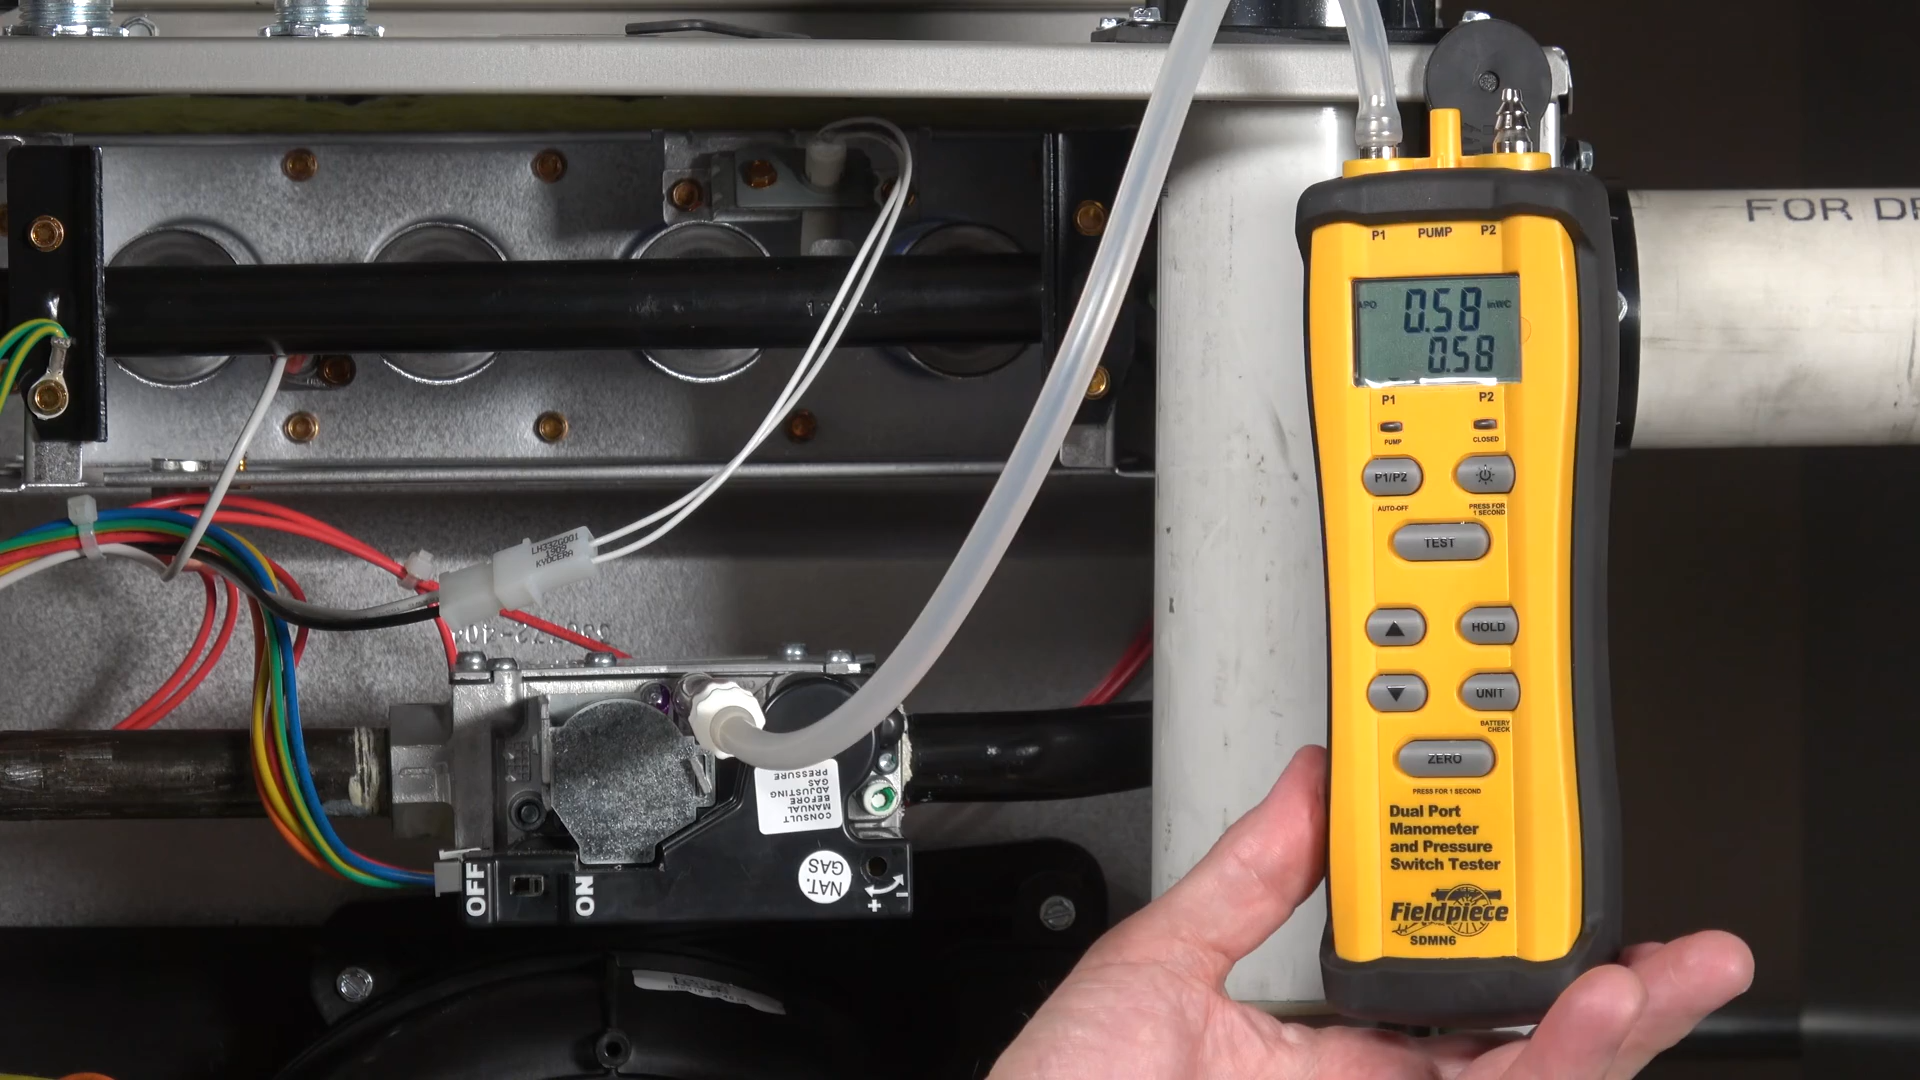 FOR DR
P1 PUMP P2
APO 0.58 inWC
0.58
P1 P2
PUMP CLOSED
P1/P2
AUTO-OFF PRESS FOR
1 SECOND
TEST
HOLD
UNIT
BATTERY
CHECK
ZERO
PRESS FOR 1 SECOND
Dual Port
Manometer
and Pressure
Switch Tester
Fieldpiece
SDMN6
KYOCERA
CONSULT
MANUAL
BEFORE
ADJUSTING
GAS
PRESSURE
NAT.
GAS
OFF
ON
+ -